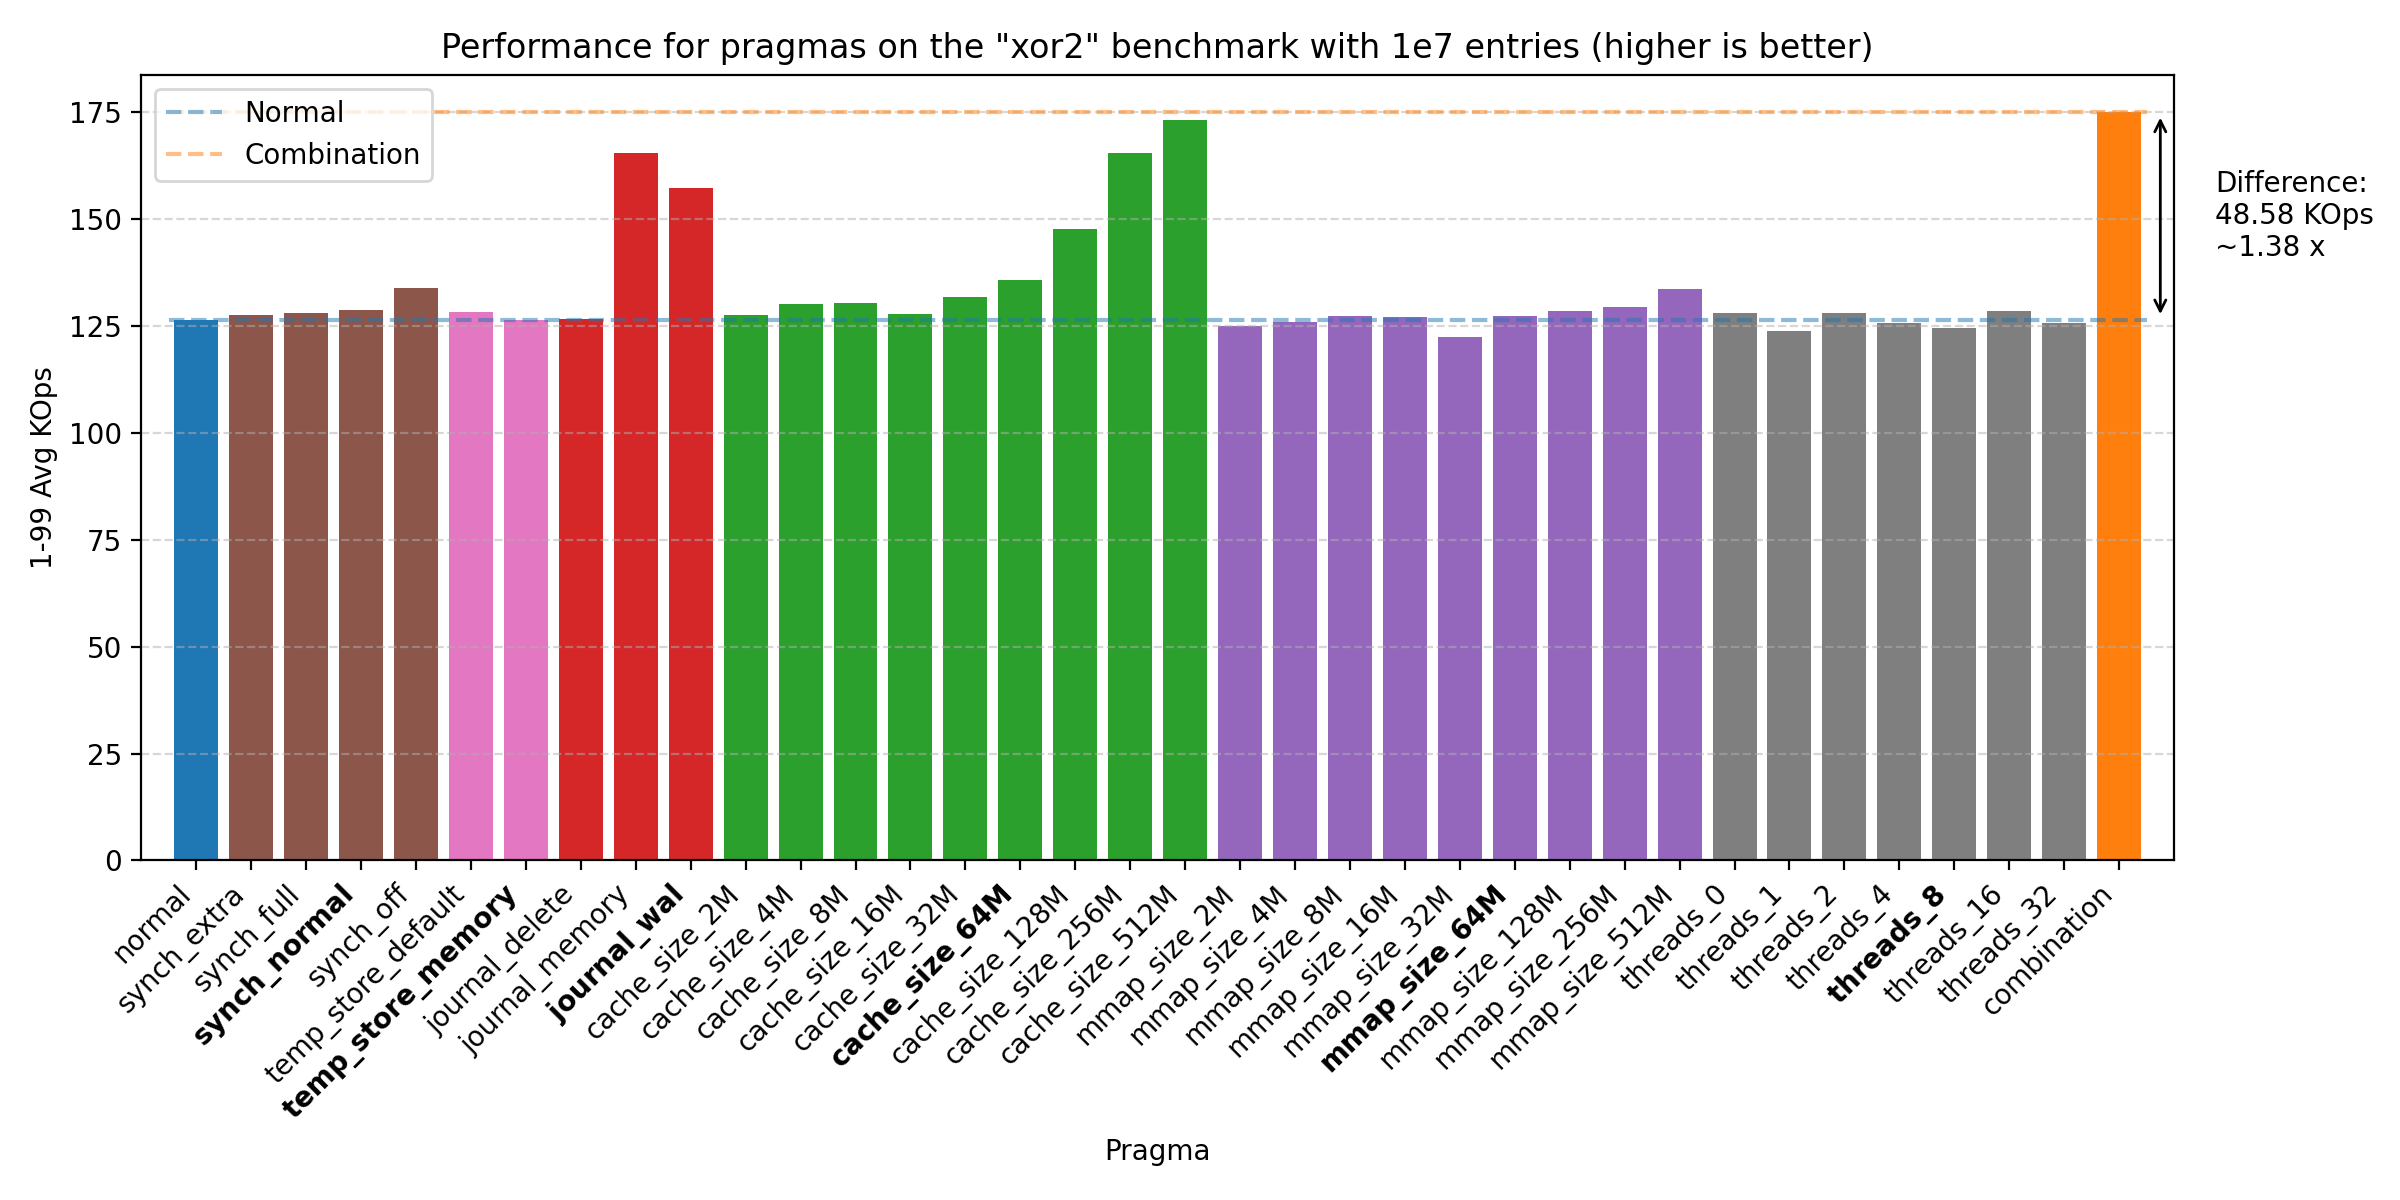 Performance for pragmas on the "xor2" benchmark with 1e7 entries (higher is better)
Normal
Combination
175
150
125
100
75
50
25
0
1-99 Avg KOps
Difference:
48.58 KOps
~1.38 x
normal
synch_extra
synch_full
synch_normal
synch_off
temp_store_default
temp_store_memory
journal_delete
journal_memory
journal_wal
cache_size_2M
cache_size_4M
cache_size_8M
cache_size_16M
cache_size_32M
cache_size_64M
cache_size_128M
cache_size_256M
cache_size_512M
mmap_size_2M
mmap_size_4M
mmap_size_8M
mmap_size_16M
mmap_size_32M
mmap_size_64M
mmap_size_128M
mmap_size_256M
mmap_size_512M
threads_0
threads_1
threads_2
threads_4
threads_8
threads_16
threads_32
combination
Pragma